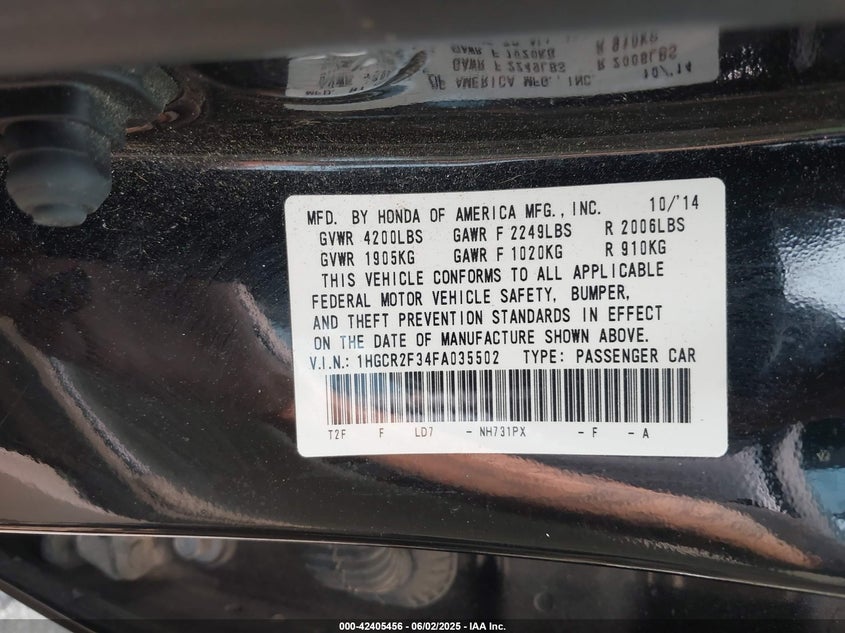 MFD. BY HONDA OF AMERICA MFG., INC. 10/'14
GVWR 4200LBS GAWR F 2249LBS R 2006LBS
GVWR 1905KG GAWR F 1020KG R 910KG
THIS VEHICLE CONFORMS TO ALL APPLICABLE
FEDERAL MOTOR VEHICLE SAFETY, BUMPER,
AND THEFT PREVENTION STANDARDS IN EFFECT
ON THE DATE OF MANUFACTURE SHOWN ABOVE.
V.I.N.: 1HGCR2F34FA035502 TYPE: PASSENGER CAR
T2F F LD7 - NH731PX - F - A
000-42405456 - 06/02/2025 - IAA Inc.